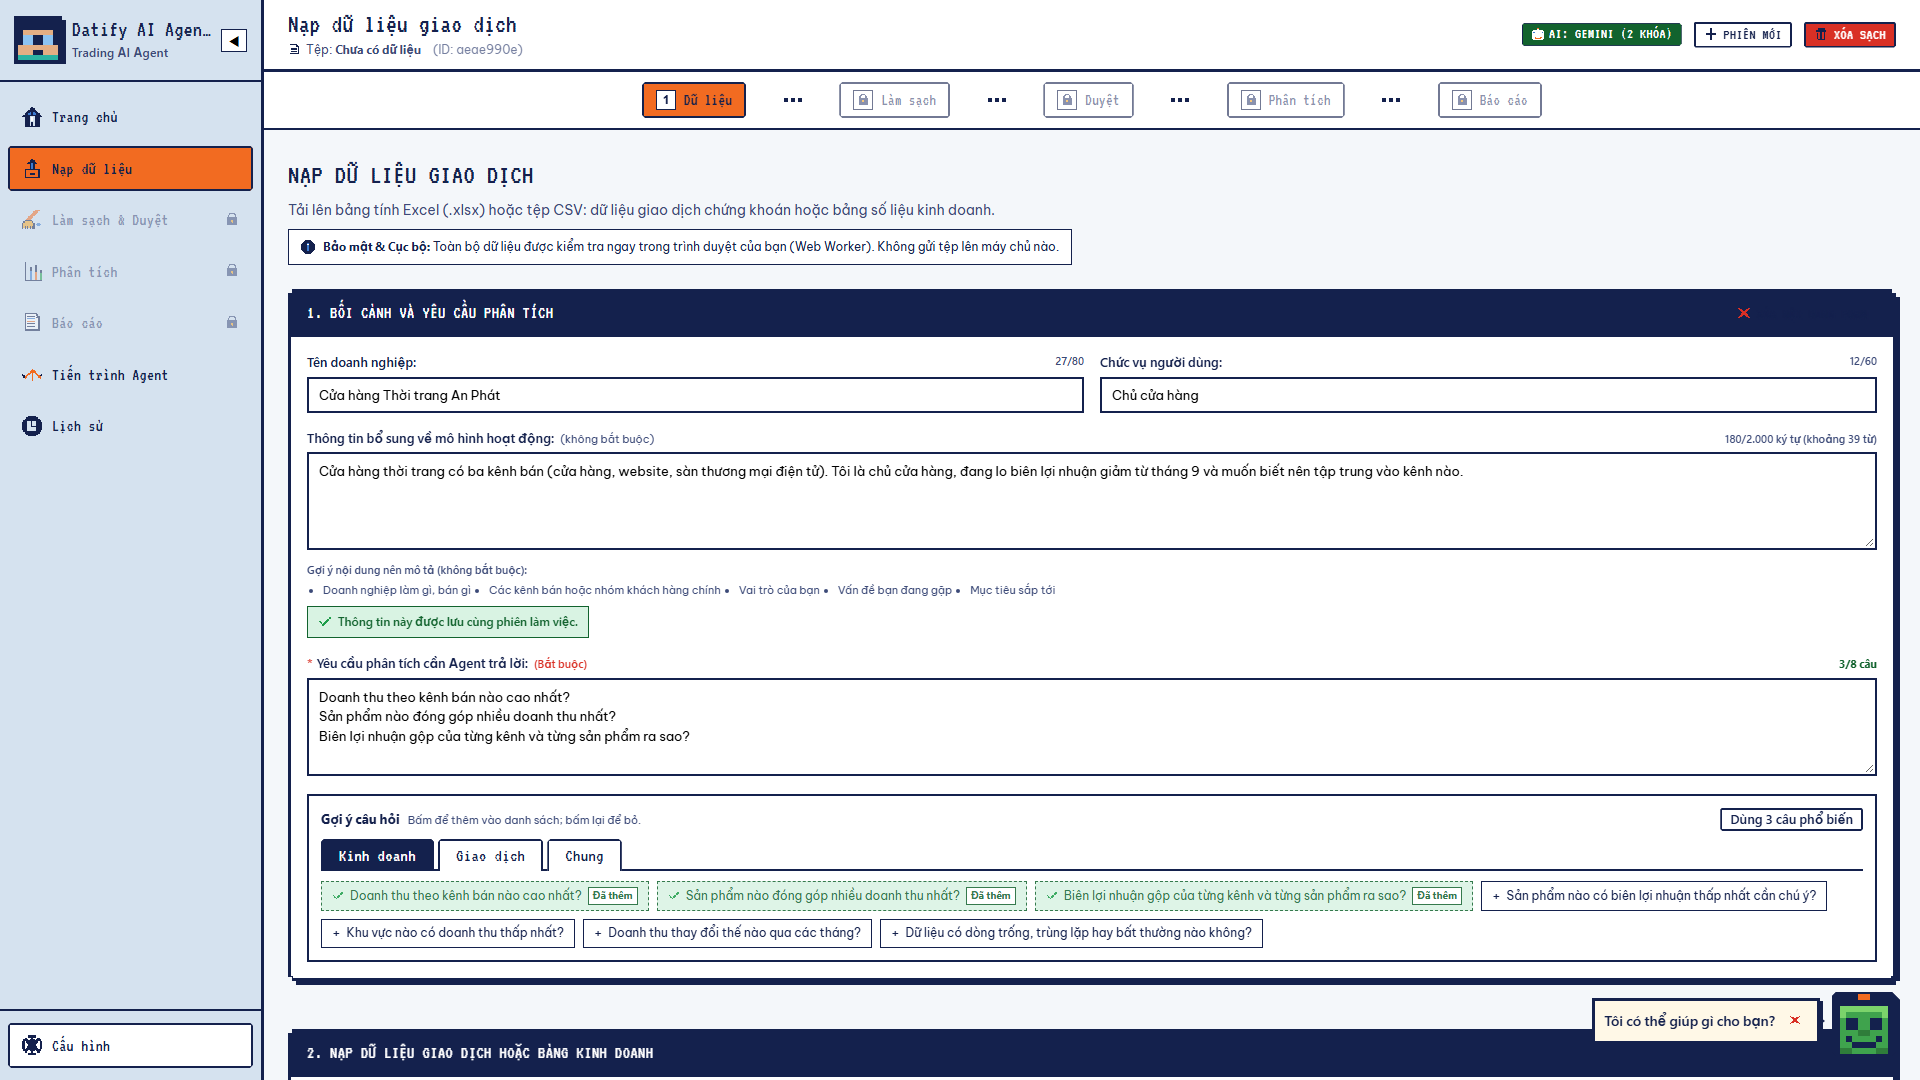 Datify AI Agen…
Trading AI Agent
Trang chủ
Nạp dữ liệu
Làm sạch & Duyệt
Phân tích
Báo cáo
Tiến trình Agent
Lịch sử
Cấu hình
Nạp dữ liệu giao dịch
Tệp: Chưa có dữ liệu (ID: aeae990e)
AI: GEMINI (2 KHÓA)
PHIÊN MỚI
XÓA SẠCH
1 Dữ liệu
Làm sạch
Duyệt
Phân tích
Báo cáo
NẠP DỮ LIỆU GIAO DỊCH
Tải lên bảng tính Excel (.xlsx) hoặc tệp CSV: dữ liệu giao dịch chứng khoán hoặc bảng số liệu kinh doanh.
Bảo mật & Cục bộ: Toàn bộ dữ liệu được kiểm tra ngay trong trình duyệt của bạn (Web Worker). Không gửi tệp lên máy chủ nào.
1. BỐI CẢNH VÀ YÊU CẦU PHÂN TÍCH
Tên doanh nghiệp: 27/80
Chức vụ người dùng: 12/60
Cửa hàng Thời trang An Phát
Chủ cửa hàng
Thông tin bổ sung về mô hình hoạt động: (không bắt buộc) 180/2.000 ký tự (khoảng 39 từ)
Cửa hàng thời trang có ba kênh bán (cửa hàng, website, sàn thương mại điện tử). Tôi là chủ cửa hàng, đang lo biên lợi nhuận giảm từ tháng 9 và muốn biết nên tập trung vào kênh nào.
Gợi ý nội dung nên mô tả (không bắt buộc):
• Doanh nghiệp làm gì, bán gì • Các kênh bán hoặc nhóm khách hàng chính • Vai trò của bạn • Vấn đề bạn đang gặp • Mục tiêu sắp tới
Thông tin này được lưu cùng phiên làm việc.
* Yêu cầu phân tích cần Agent trả lời: (Bắt buộc) 3/8 câu
Doanh thu theo kênh bán nào cao nhất?
Sản phẩm nào đóng góp nhiều doanh thu nhất?
Biên lợi nhuận gộp của từng kênh và từng sản phẩm ra sao?
Gợi ý câu hỏi Bấm để thêm vào danh sách; bấm lại để bỏ.
Dùng 3 câu phổ biến
Kinh doanh
Giao dịch
Chung
Doanh thu theo kênh bán nào cao nhất? Đã thêm
Sản phẩm nào đóng góp nhiều doanh thu nhất? Đã thêm
Biên lợi nhuận gộp của từng kênh và từng sản phẩm ra sao? Đã thêm
+ Sản phẩm nào có biên lợi nhuận thấp nhất cần chú ý?
+ Khu vực nào có doanh thu thấp nhất?
+ Doanh thu thay đổi thế nào qua các tháng?
+ Dữ liệu có dòng trống, trùng lặp hay bất thường nào không?
Tôi có thể giúp gì cho bạn?
2. NẠP DỮ LIỆU GIAO DỊCH HOẶC BẢNG KINH DOANH